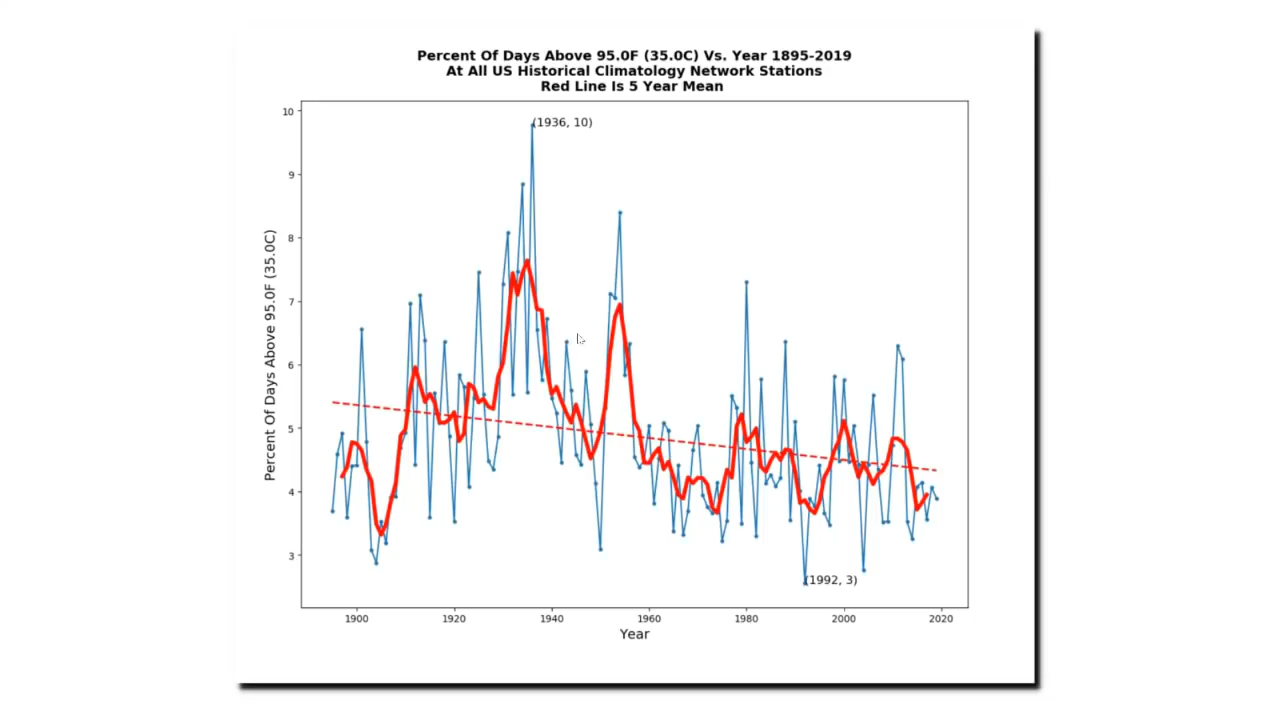 Percent Of Days Above 95.0F (35.0C) Vs. Year 1895-2019
At All US Historical Climatology Network Stations
Red Line Is 5 Year Mean
(1936, 10)
(1992, 3)
Percent Of Days Above 95.0F (35.0C)
10
9
8
7
6
5
4
3
1900 1920 1940 1960 1980 2000 2020
Year